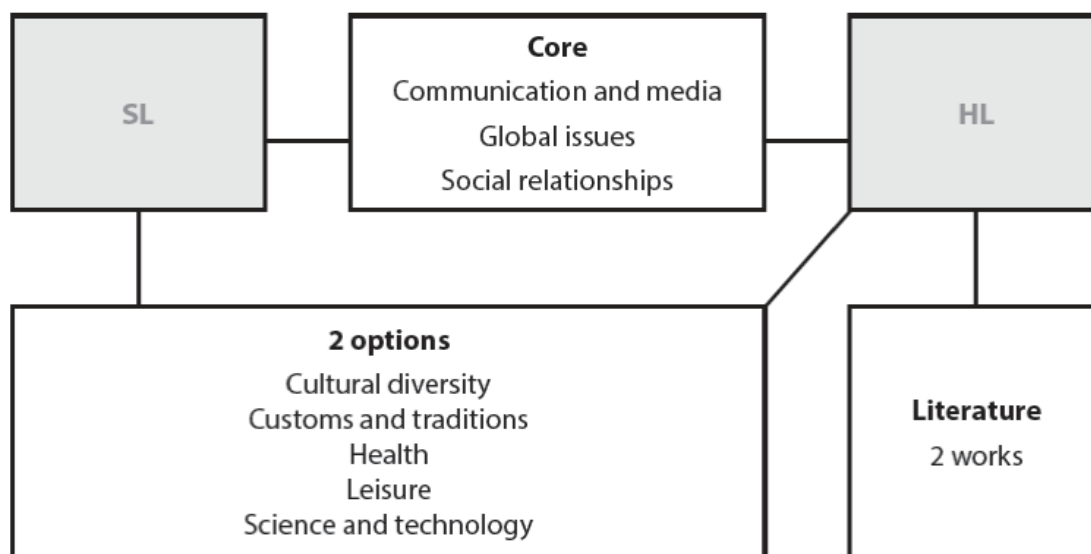 SL
Core
Communication and media
Global issues
Social relationships
HL
2 options
Cultural diversity
Customs and traditions
Health
Leisure
Science and technology
Literature
2 works